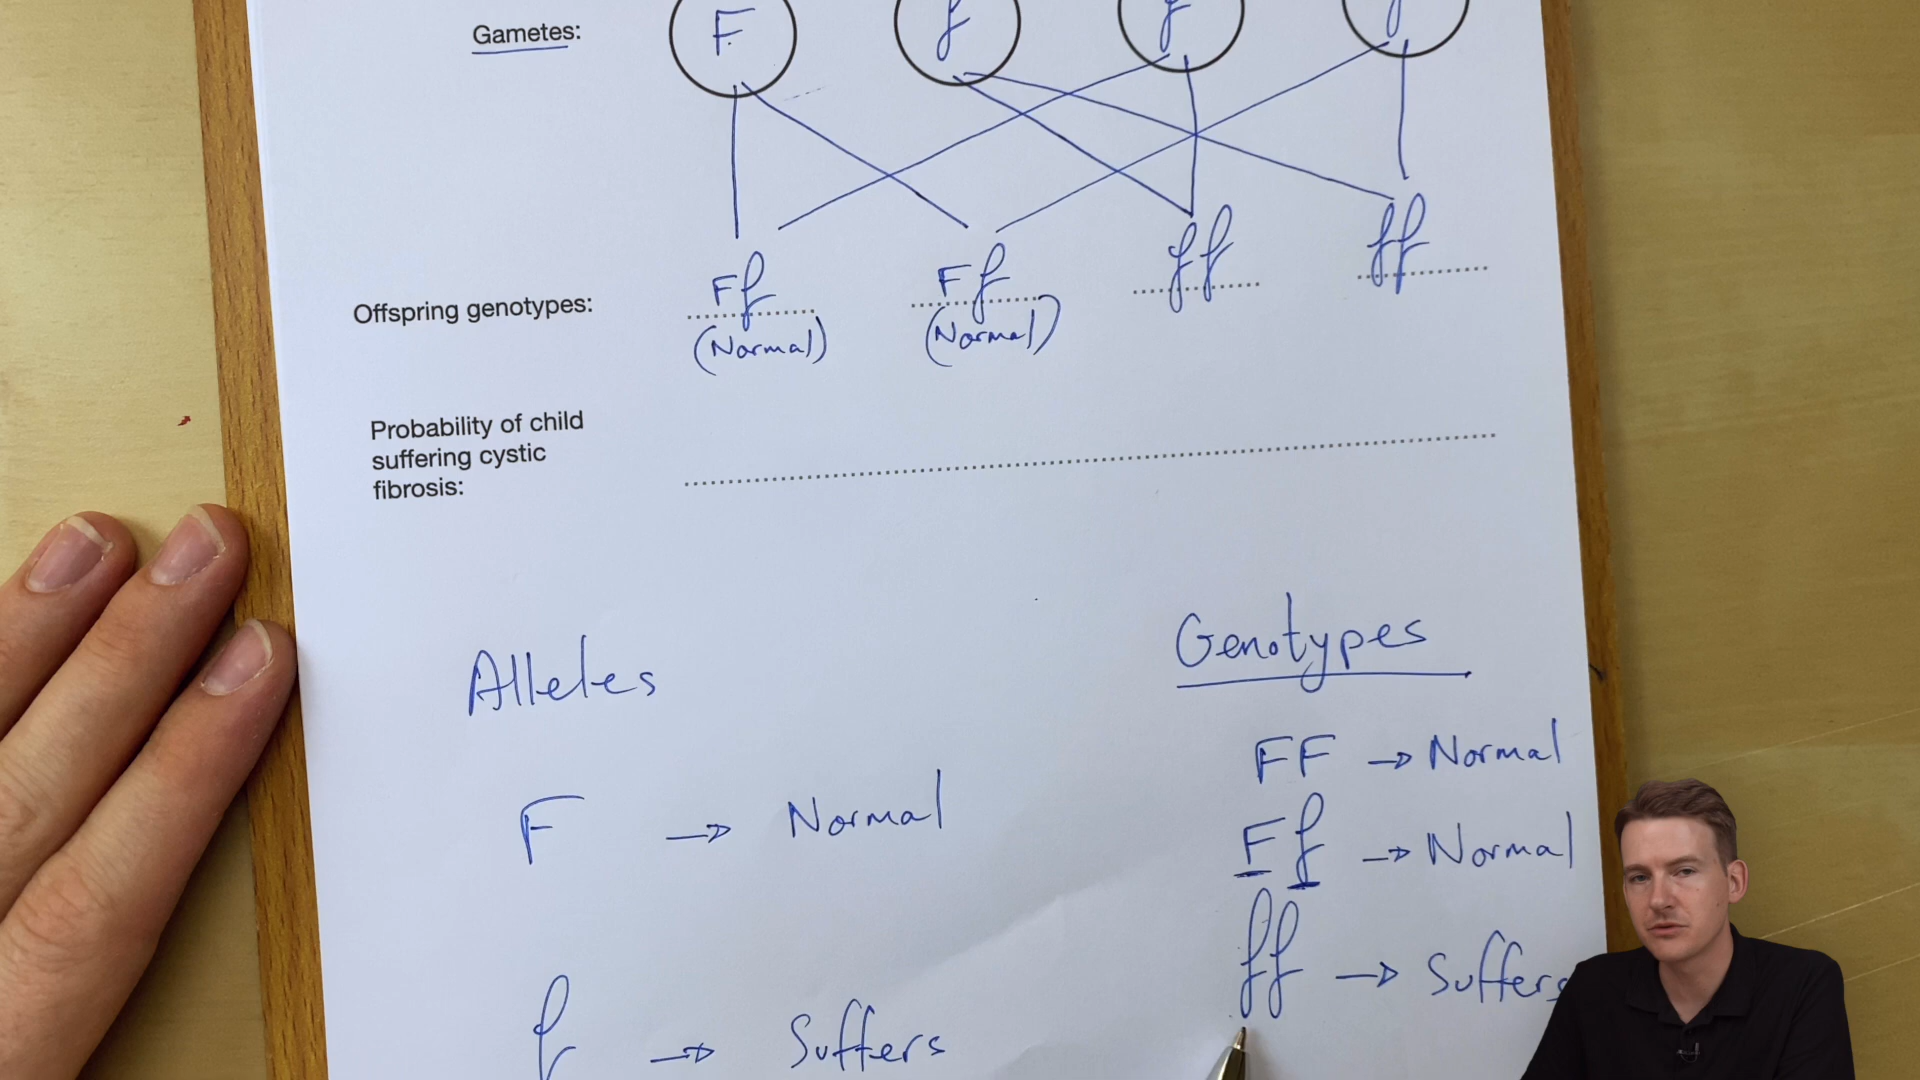 Gametes: F f f f
Offspring genotypes: Ff Ff ff ff
(Normal) (Normal)
Probability of child
suffering cystic
fibrosis:
Alleles
F → Normal
f → Suffers
Genotypes
FF → Normal
Ff → Normal
ff → Suffers